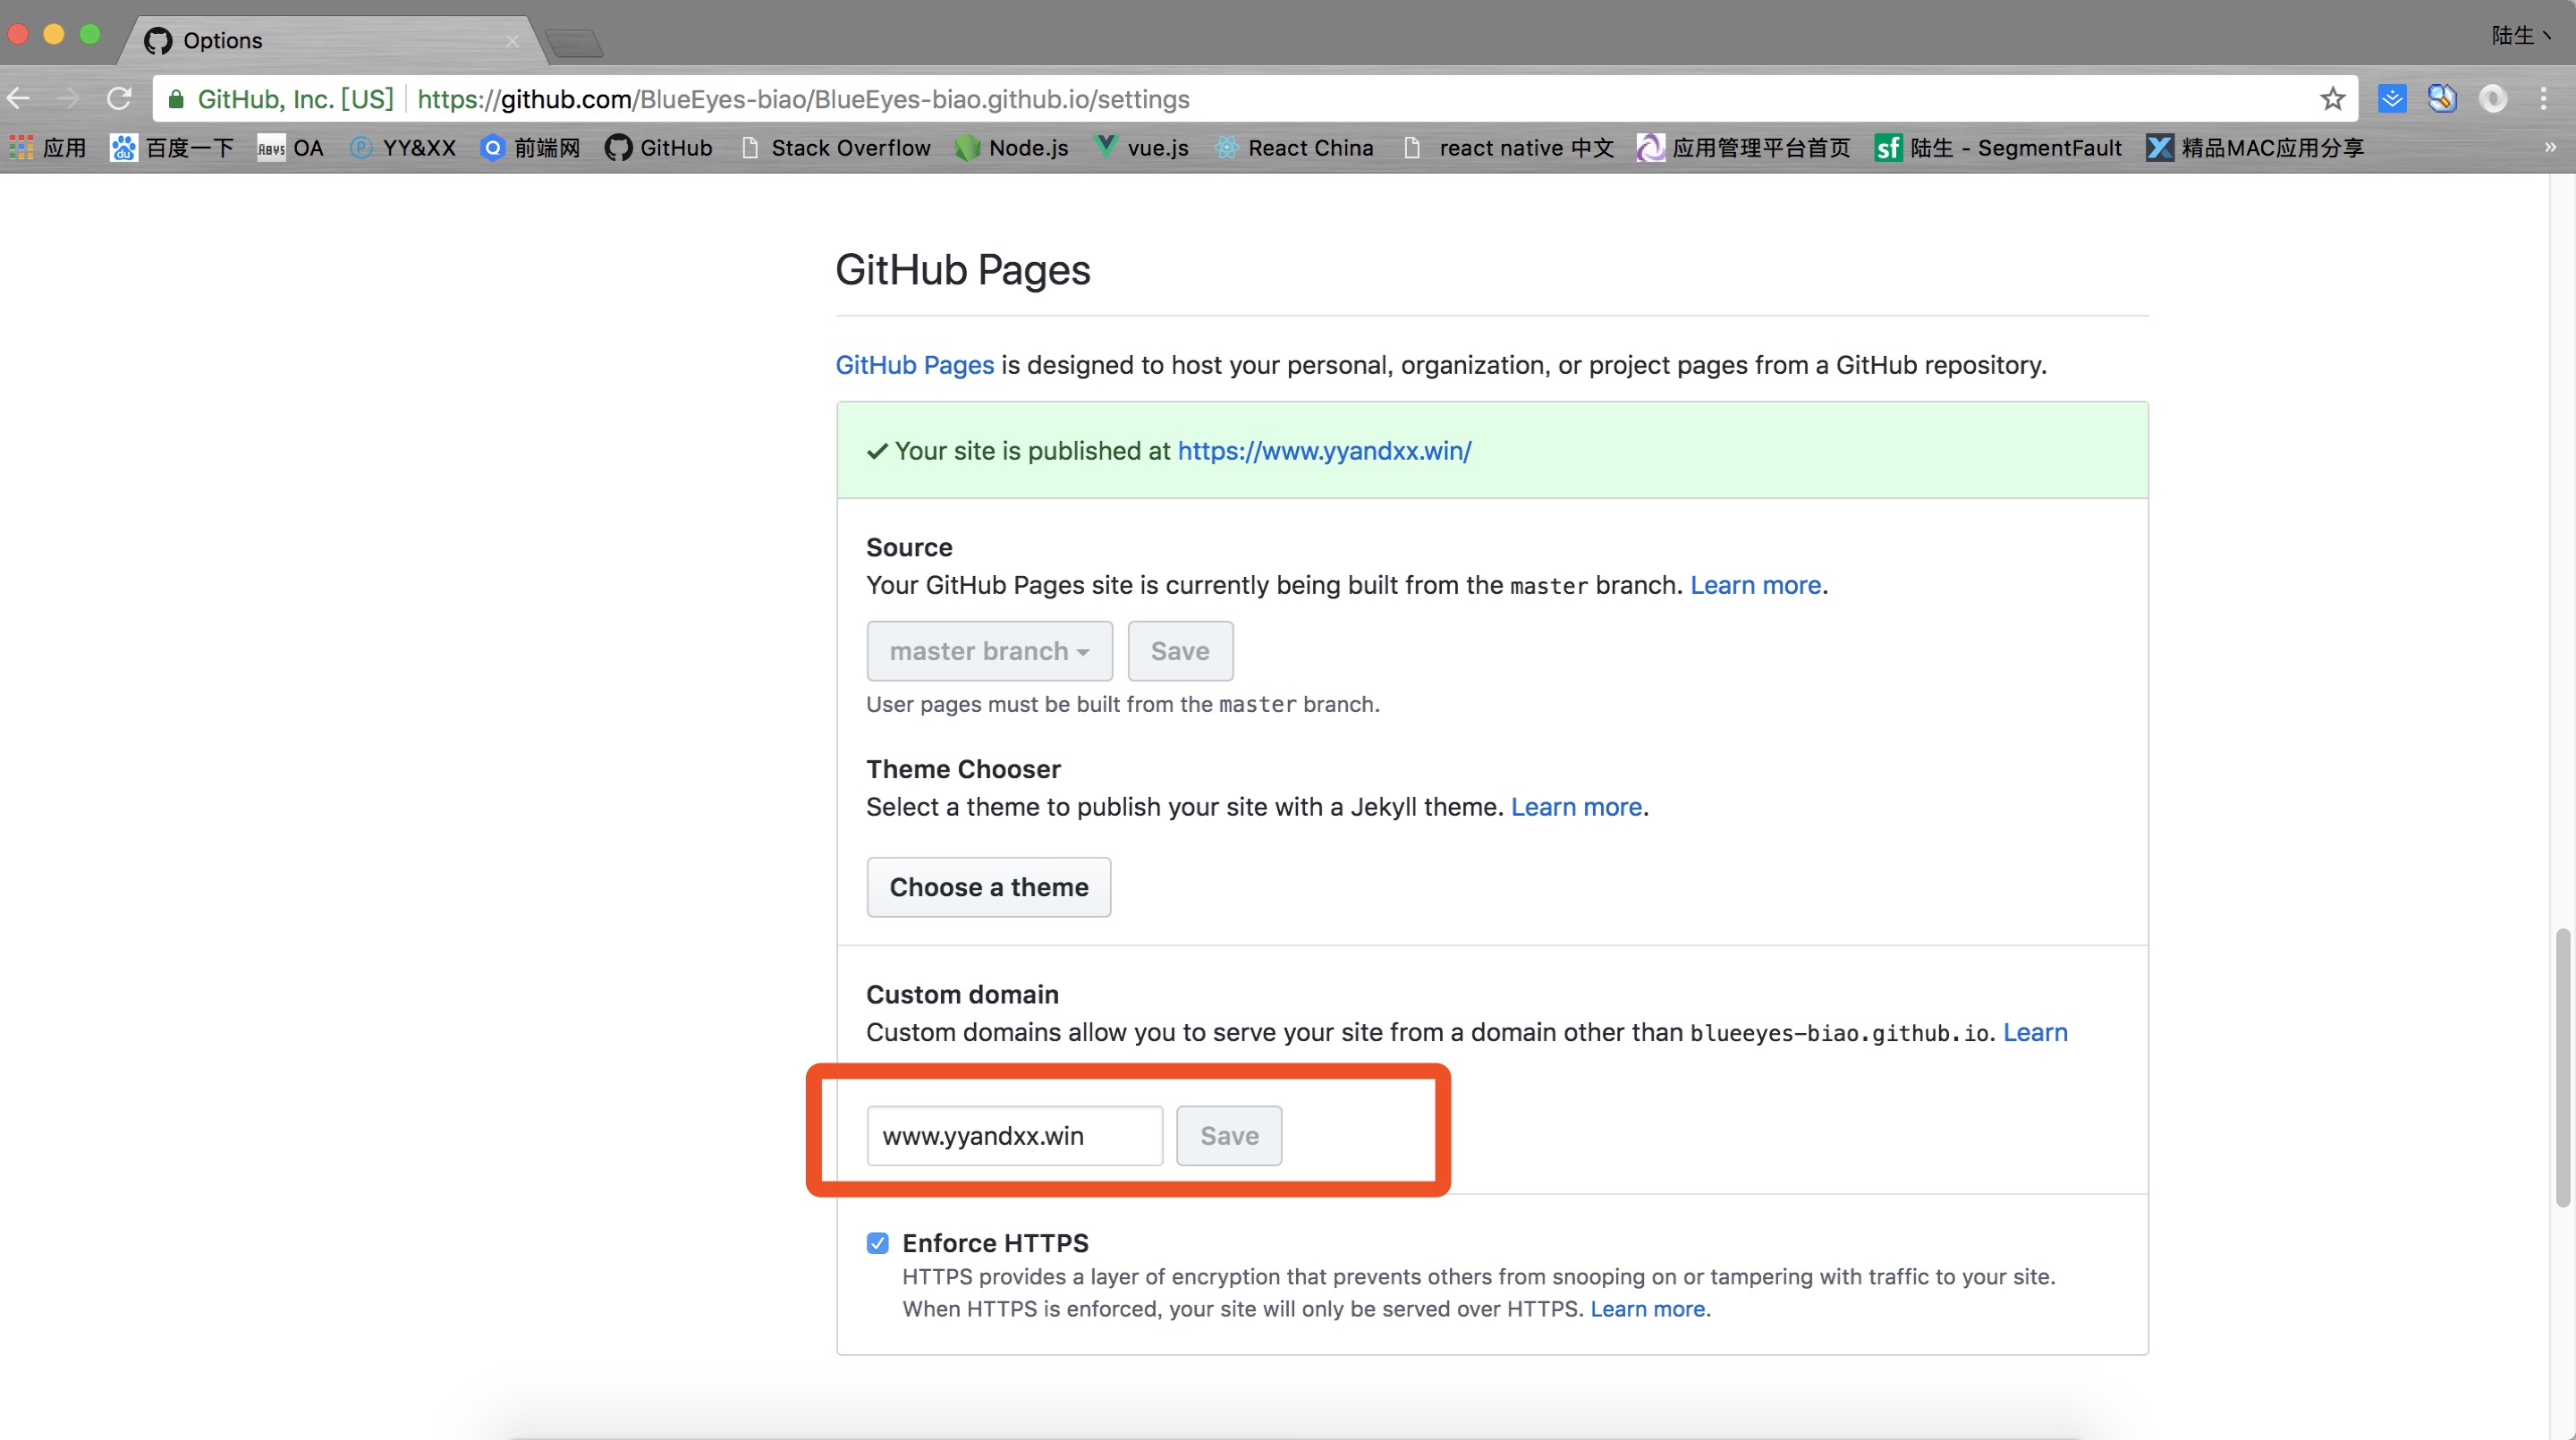 Options
陆生丶
GitHub, Inc. [US] https://github.com/BlueEyes-biao/BlueEyes-biao.github.io/settings
应用 百度一下 OA YY&XX 前端网 GitHub Stack Overflow Node.js vue.js React China react native 中文 应用管理平台首页 sf 陆生 - SegmentFault 精品MAC应用分享 »
GitHub Pages
GitHub Pages is designed to host your personal, organization, or project pages from a GitHub repository.
Your site is published at https://www.yyandxx.win/
Source
Your GitHub Pages site is currently being built from the master branch. Learn more.
master branch Save
User pages must be built from the master branch.
Theme Chooser
Select a theme to publish your site with a Jekyll theme. Learn more.
Choose a theme
Custom domain
Custom domains allow you to serve your site from a domain other than blueeyes-biao.github.io. Learn
www.yyandxx.win Save
Enforce HTTPS
HTTPS provides a layer of encryption that prevents others from snooping on or tampering with traffic to your site.
When HTTPS is enforced, your site will only be served over HTTPS. Learn more.